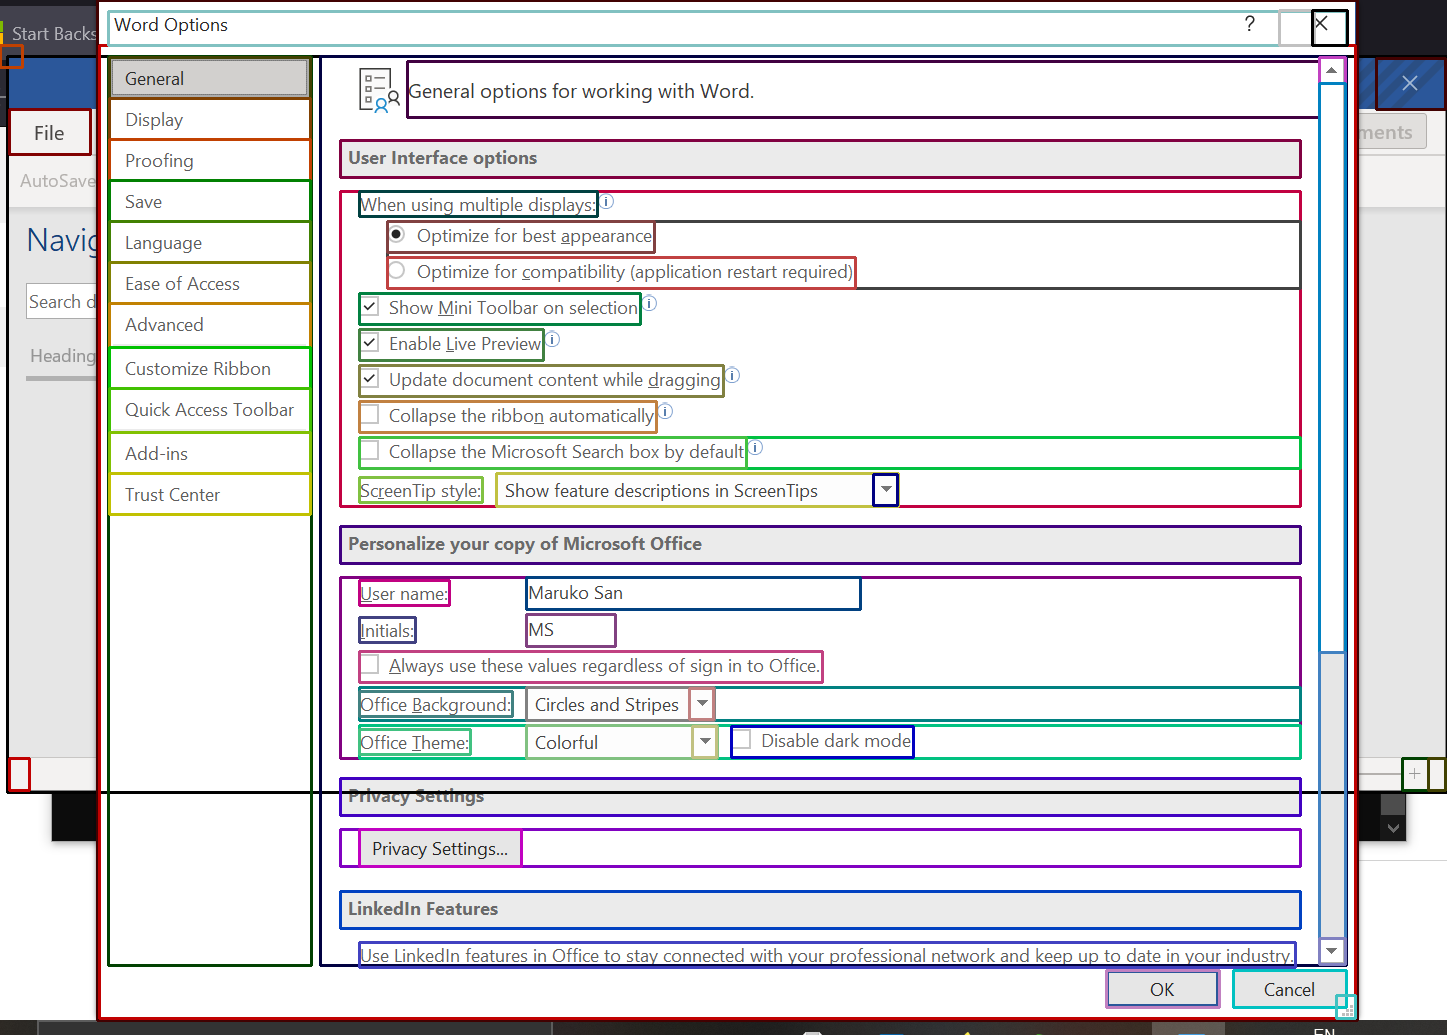 Word Options
Start Backs
General
Display
Proofing
Save
Language
Ease of Access
Advanced
Customize Ribbon
Quick Access Toolbar
Add-ins
Trust Center
General options for working with Word.
User Interface options
When using multiple displays:
Optimize for best appearance
Optimize for compatibility (application restart required)
Show Mini Toolbar on selection
Enable Live Preview
Update document content while dragging
Collapse the ribbon automatically
Collapse the Microsoft Search box by default
ScreenTip style: Show feature descriptions in ScreenTips
Personalize your copy of Microsoft Office
User name: Maruko San
Initials: MS
Always use these values regardless of sign in to Office.
Office Background: Circles and Stripes
Office Theme: Colorful Disable dark mode
Privacy Settings
Privacy Settings...
LinkedIn Features
Use LinkedIn features in Office to stay connected with your professional network and keep up to date in your industry.
OK Cancel
File
AutoSave
Navig
Search d
Heading
ments
EN